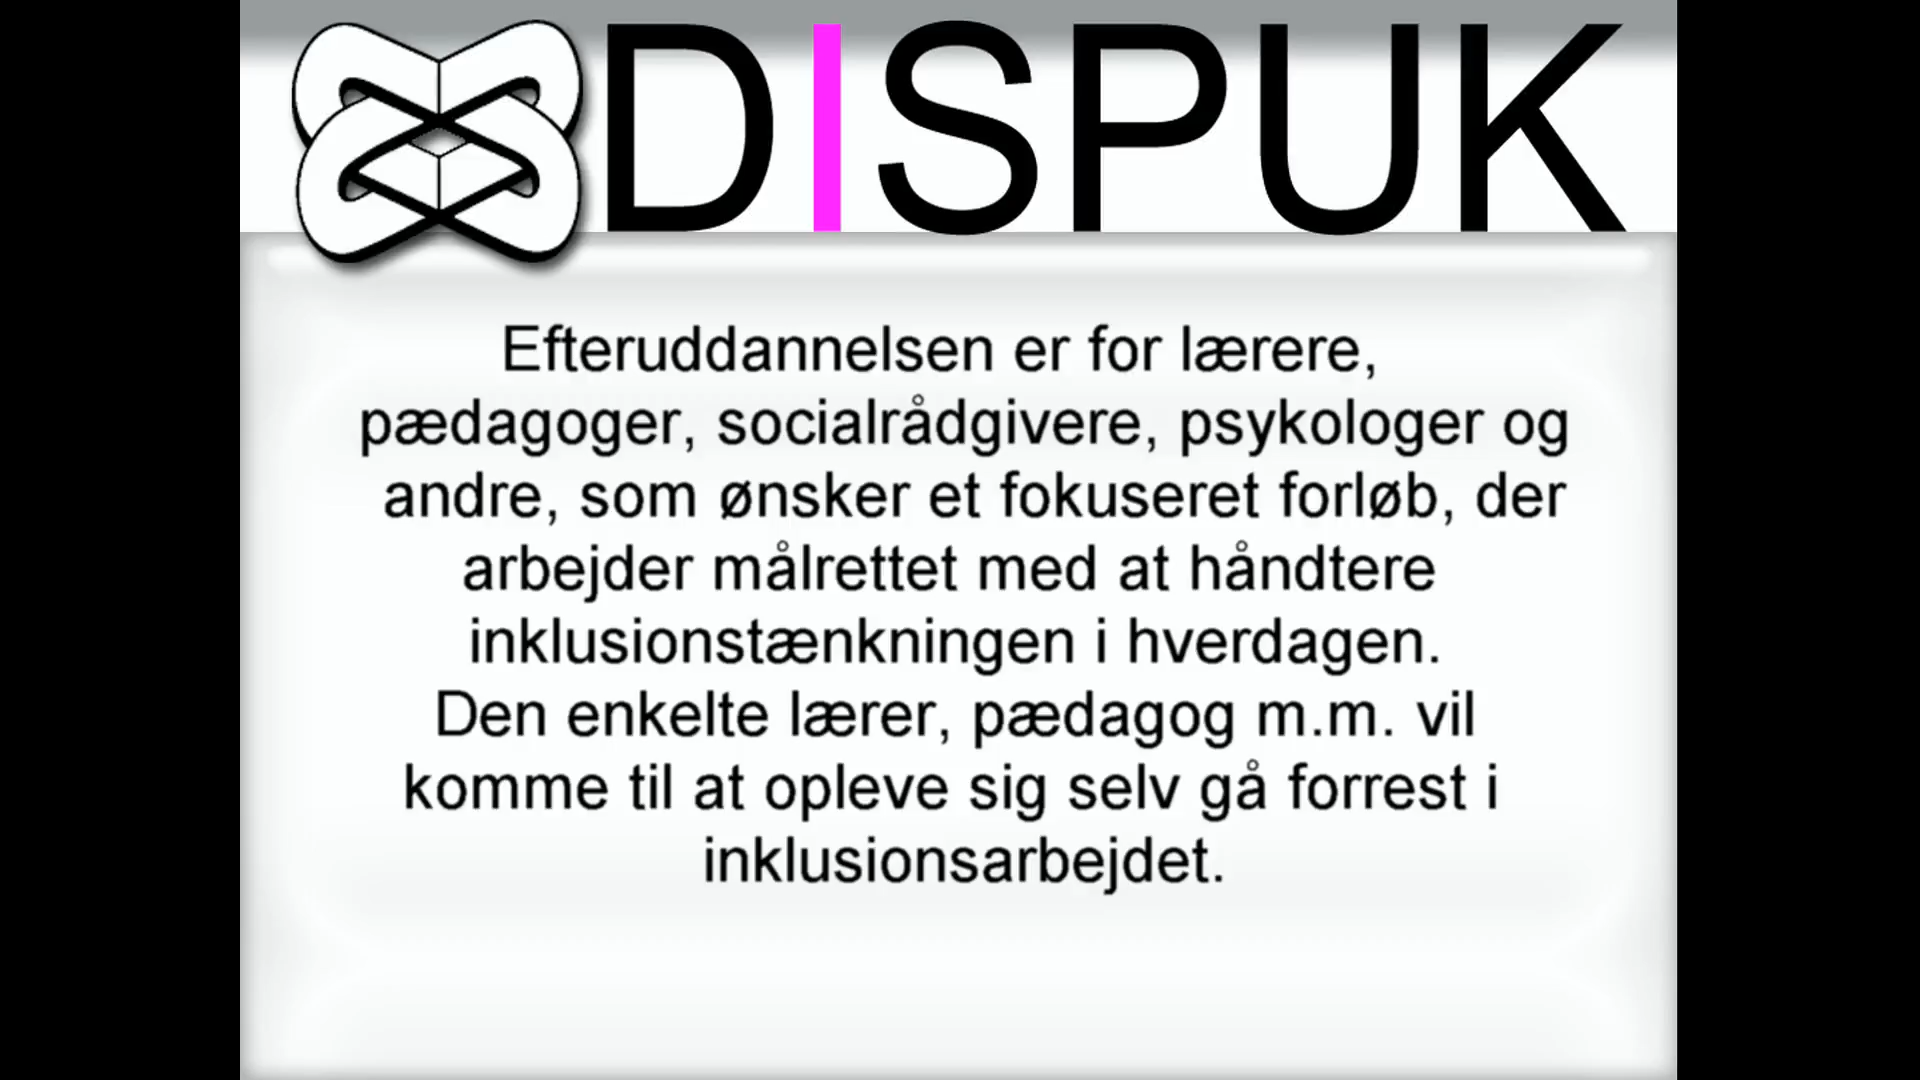 DISPUK
Efteruddannelsen er for lærere,
pædagoger, socialrådgivere, psykologer og
andre, som ønsker et fokuseret forløb, der
arbejder målrettet med at håndtere
inklusionstænkningen i hverdagen.
Den enkelte lærer, pædagog m.m. vil
komme til at opleve sig selv gå forrest i
inklusionsarbejdet.